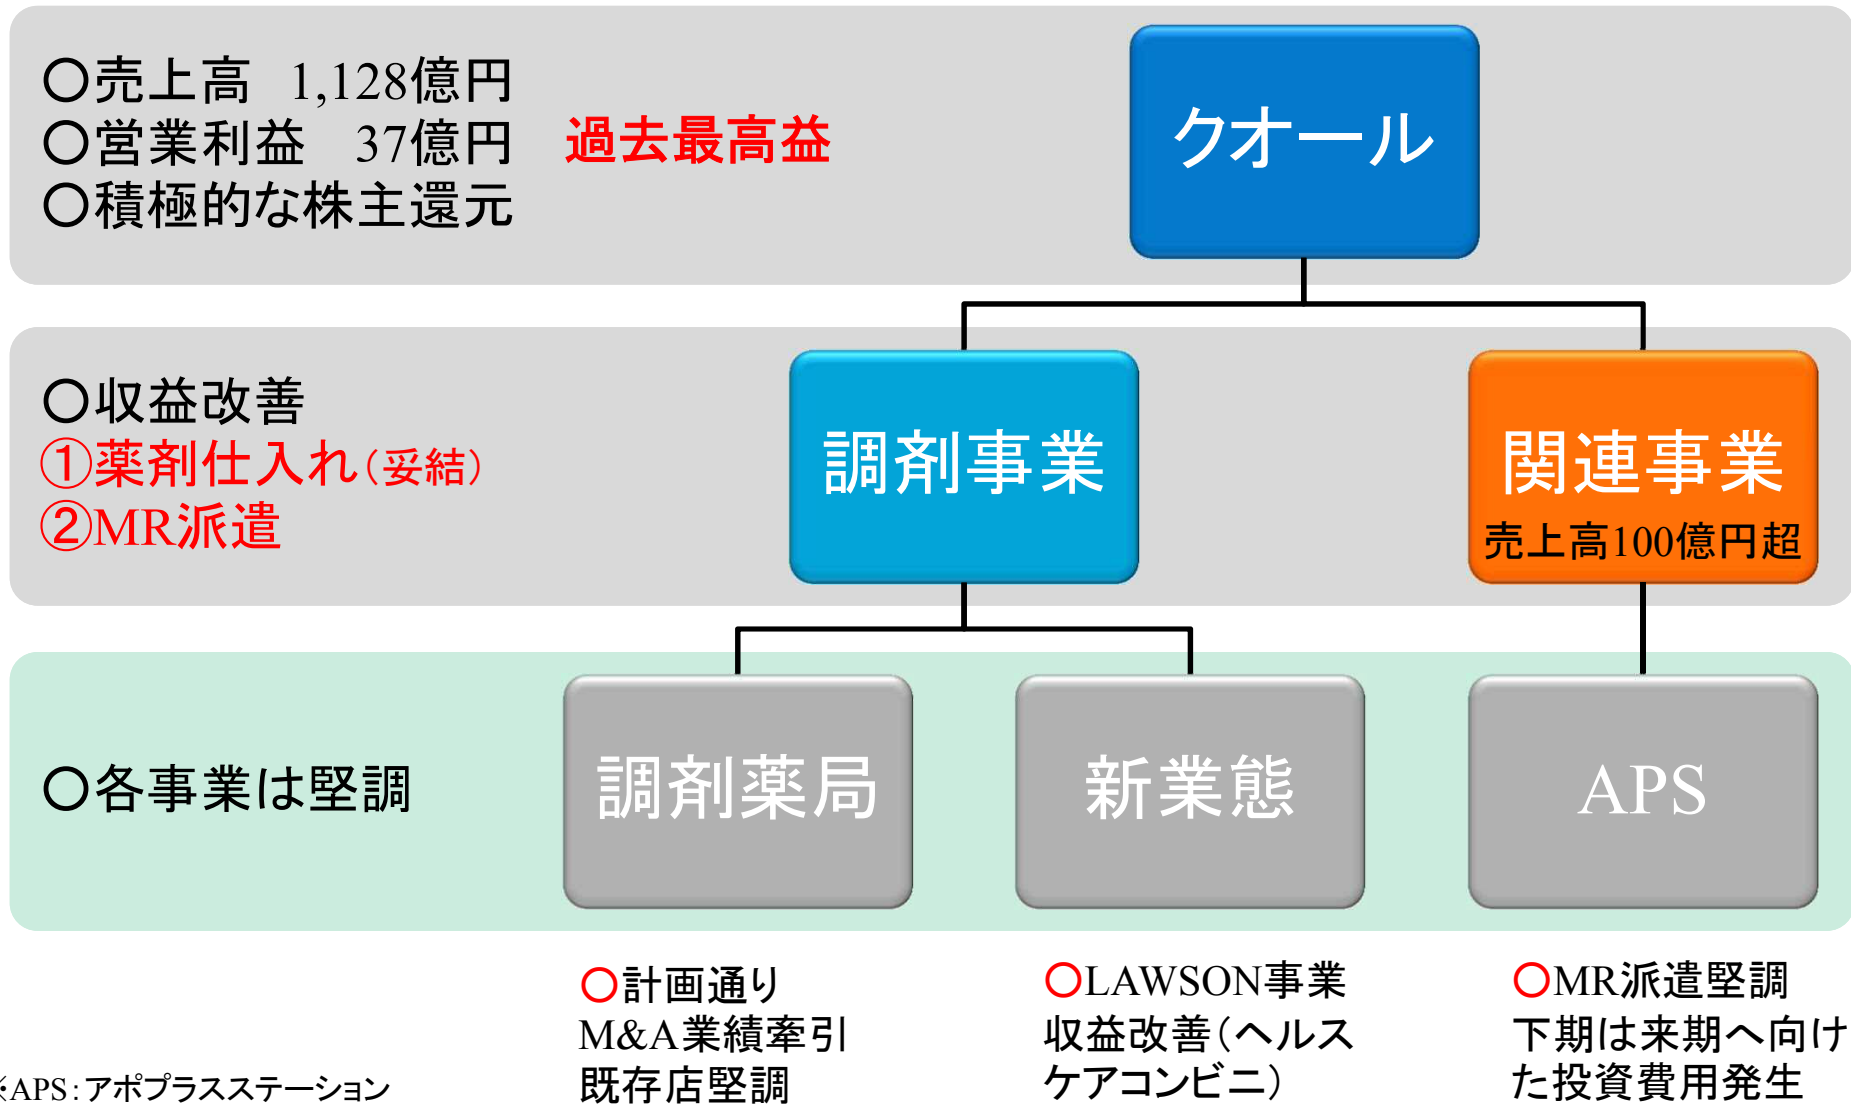 〇売上高 1,128億円
〇営業利益 37億円 過去最高益
〇積極的な株主還元
クオール
〇収益改善
①薬剤仕入れ(妥結)
②MR派遣
調剤事業
関連事業
売上高100億円超
〇各事業は堅調
調剤薬局
新業態
APS
〇計画通り
M&A業績牽引
既存店堅調
〇LAWSON事業
収益改善(ヘルス
ケアコンビニ)
〇MR派遣堅調
下期は来期へ向け
た投資費用発生
※APS：アポプラスステーション